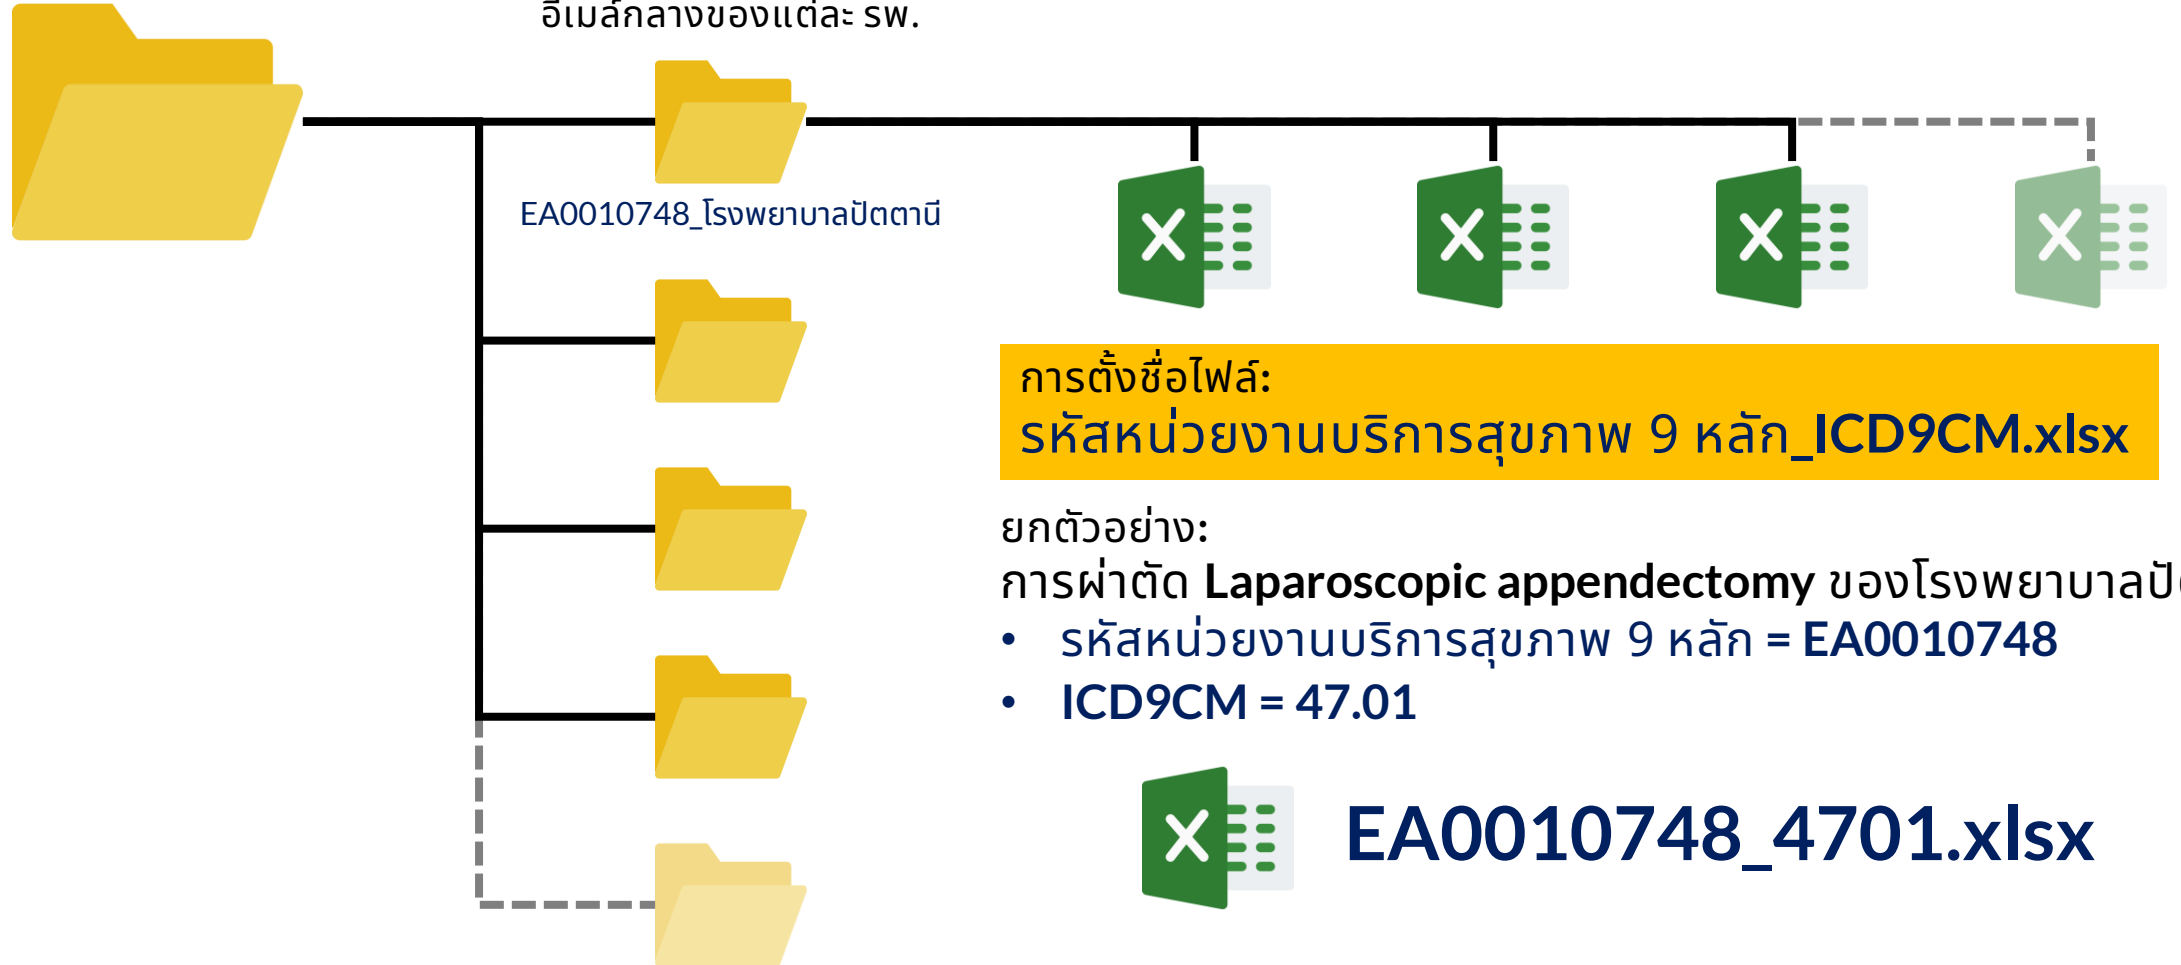 อีเมล์กลางของแต่ละ รพ.
EA0010748_โรงพยาบาลปัตตานี
การตั้งชื่อไฟล์:
รหัสหน่วยงานบริการสุขภาพ 9 หลัก_ICD9CM.xlsx
ยกตัวอย่าง:
การผ่าตัด Laparoscopic appendectomy ของโรงพยาบาล
• รหัสหน่วยงานบริการสุขภาพ 9 หลัก = EA0010748
• ICD9CM = 47.01
EA0010748_4701.xlsx